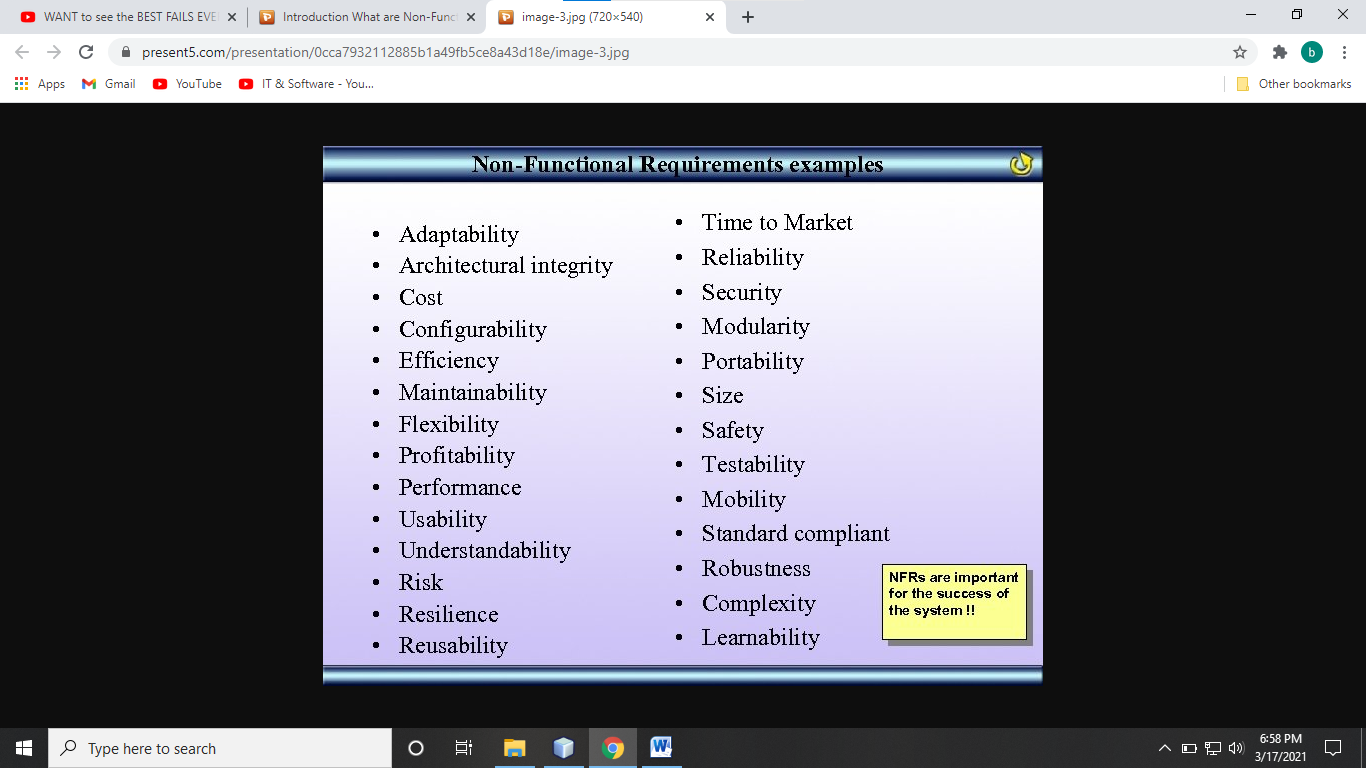 WANT to see the BEST FAILS EVE
Introduction What are Non-Func
image-3.jpg (720×540)
present5.com/presentation/0cca7932112885b1a49fb5ce8a43d18e/image-3.jpg
b
Apps
Gmail
YouTube
IT & Software - You...
Other bookmarks
Non-Functional Requirements examples
• Adaptability
• Architectural integrity
• Cost
• Configurability
• Efficiency
• Maintainability
• Flexibility
• Profitability
• Performance
• Usability
• Understandability
• Risk
• Resilience
• Reusability
• Time to Market
• Reliability
• Security
• Modularity
• Portability
• Size
• Safety
• Testability
• Mobility
• Standard compliant
• Robustness
• Complexity
• Learnability
NFRs are important
for the success of
the system !!
Type here to search
6:58 PM
3/17/2021